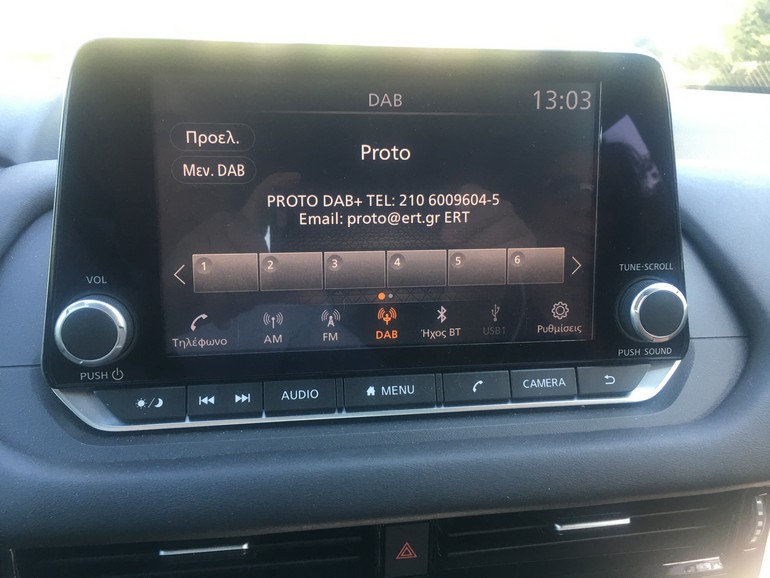 DAB
13:03
Προελ.
Proto
Μεν. DAB
PROTO DAB+ TEL: 210 6009604-5
Email: proto@ert.gr ERT
1 2 3 4 5 6
Τηλέφωνο AM FM DAB Ήχος BT USB1 Ρυθμίσεις
VOL
PUSH
TUNE·SCROLL
PUSH SOUND
AUDIO MENU CAMERA